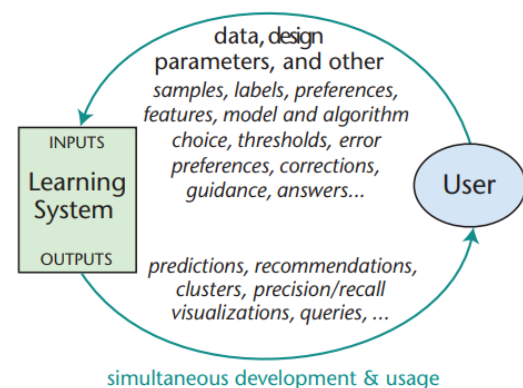 data, design
parameters, and other
samples, labels, preferences,
features, model and algorithm
choice, thresholds, error
preferences, corrections,
guidance, answers...
INPUTS
Learning
System
OUTPUTS
User
predictions, recommendations,
clusters, precision/recall
visualizations, queries, ...
simultaneous development & usage